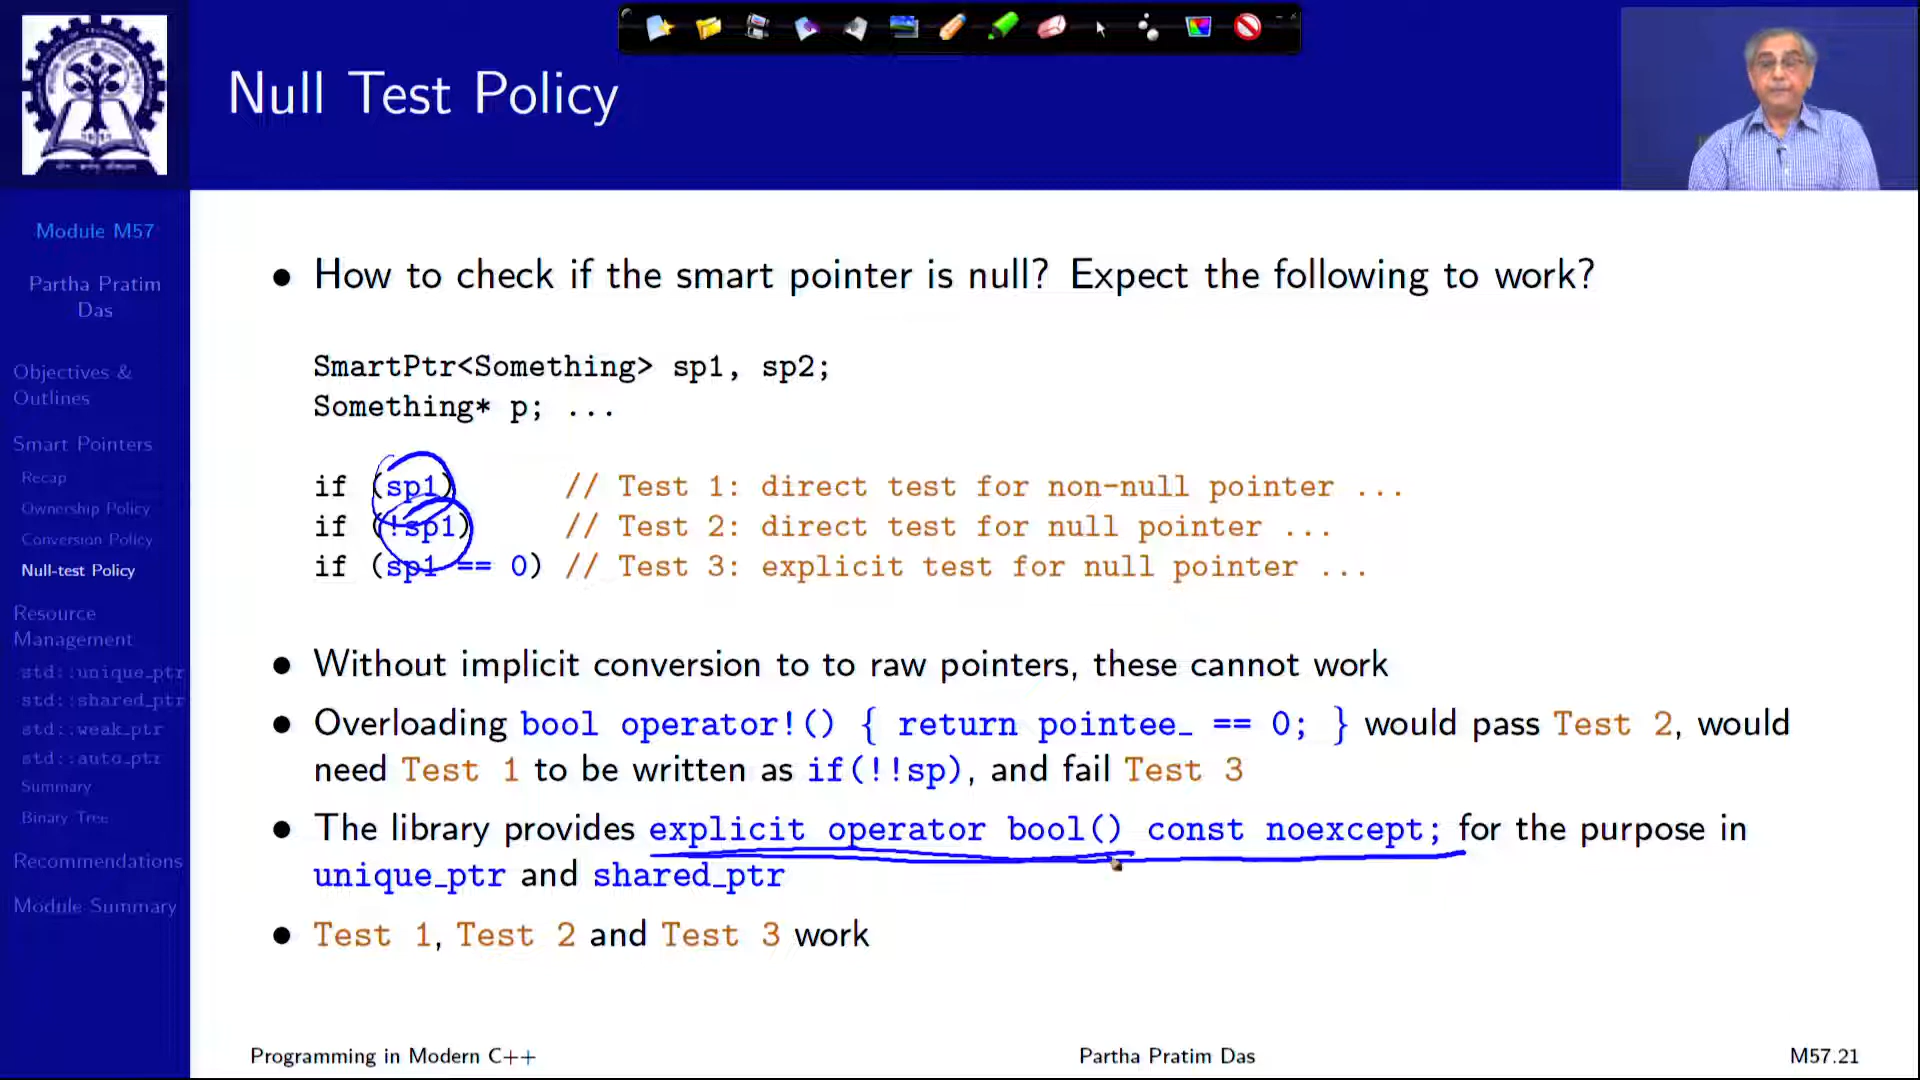 Null Test Policy
Module M57
Partha Pratim
Das
Objectives &
Outlines
Smart Pointers
Recap
Ownership Policy
Conversion Policy
Null-test Policy
Resource
Management
std::unique_ptr
std::shared_ptr
std::weak_ptr
std::auto_ptr
Summary
Binary Tree
Recommendations
Module Summary
• How to check if the smart pointer is null? Expect the following to work?
SmartPtr<Something> sp1, sp2;
Something* p; ...
if (sp1) // Test 1: direct test for non-null pointer ...
if (!sp1) // Test 2: direct test for null pointer ...
if (sp1 == 0) // Test 3: explicit test for null pointer ...
• Without implicit conversion to to raw pointers, these cannot work
• Overloading bool operator!() { return pointee_ == 0; } would pass Test 2, would
need Test 1 to be written as if(!!sp), and fail Test 3
• The library provides explicit operator bool() const noexcept; for the purpose in
unique_ptr and shared_ptr
• Test 1, Test 2 and Test 3 work
Programming in Modern C++
Partha Pratim Das
M57.21